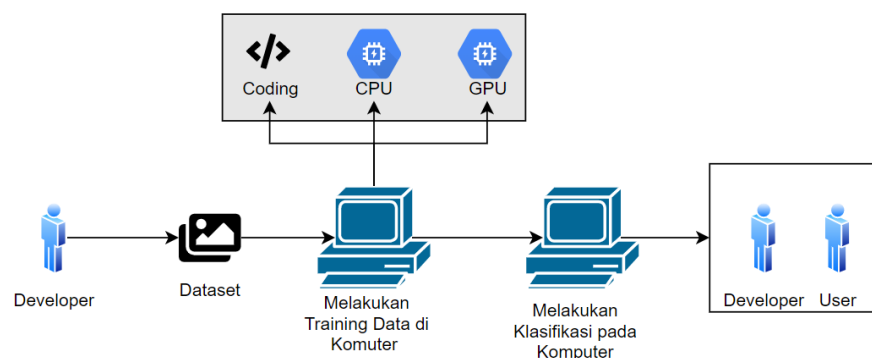 Coding
CPU
GPU
Developer
Dataset
Melakukan
Training Data di
Komuter
Melakukan
Klasifikasi pada
Komputer
Developer
User